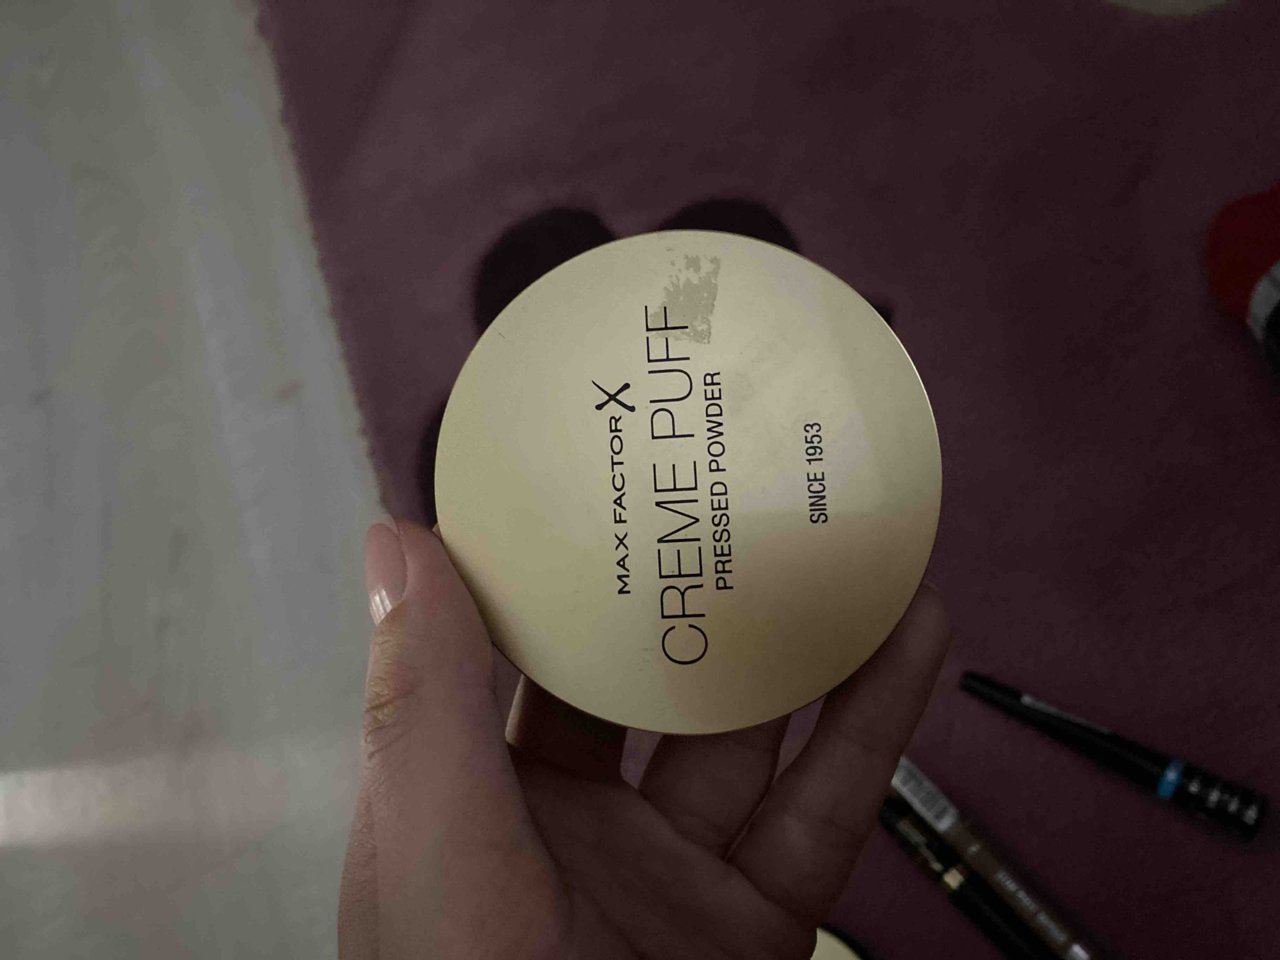 MAX FACTOR X
CREME PUFF
PRESSED POWDER
SINCE 1953